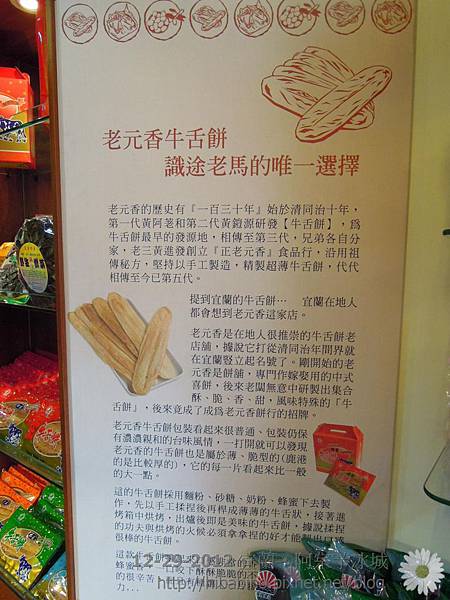 老元香牛舌餅
識途老馬的唯一選擇
老元香的歷史有『一百三十年』始於清同治十年，
第一代黃阿荖和第二代黃鎧源研發【牛舌餅】，為
牛舌餅最早的發源地，相傳至第三代，兄弟各自分
家，老三黃進發創立『正老元香』食品行，沿用祖
傳秘方，堅持以手工製造，精製超薄牛舌餅，代代
相傳至今已第五代。
提到宜蘭的牛舌餅… 宜蘭在地人
都會想到老元香這家店。
老元香是在地人很推崇的牛舌餅老
店舖，據說它打從清同治年間界就
在宜蘭豎立起名號了。剛開始的老
元香是餅舖，專門作嫁娶用的中式
喜餅，後來老闆無意中研製出集合
酥、脆、香、甜，風味特殊的「牛
舌餅」，後來竟成了成為老元香餅行的招牌。
老元香牛舌餅包裝看起來很普通、包裝仍保
有濃濃親和的台味風情，一打開就可以發現
老元香的牛舌餅也是屬於薄、脆型的(鹿港
的是比較厚的)，它的每一片看起來比一般
的大一點。
這的牛舌餅採用麵粉、砂糖、奶粉、蜂蜜下去製
作，先以手工揉捏後再桿成薄薄的牛舌狀，接著進
烤箱中烘烤，出爐後即是美味的牛舌餅，據說揉捏
的功夫與烘烤的火候必須拿捏拿捏的好才能製出口感
很棒的牛舌餅。
12-29-2012